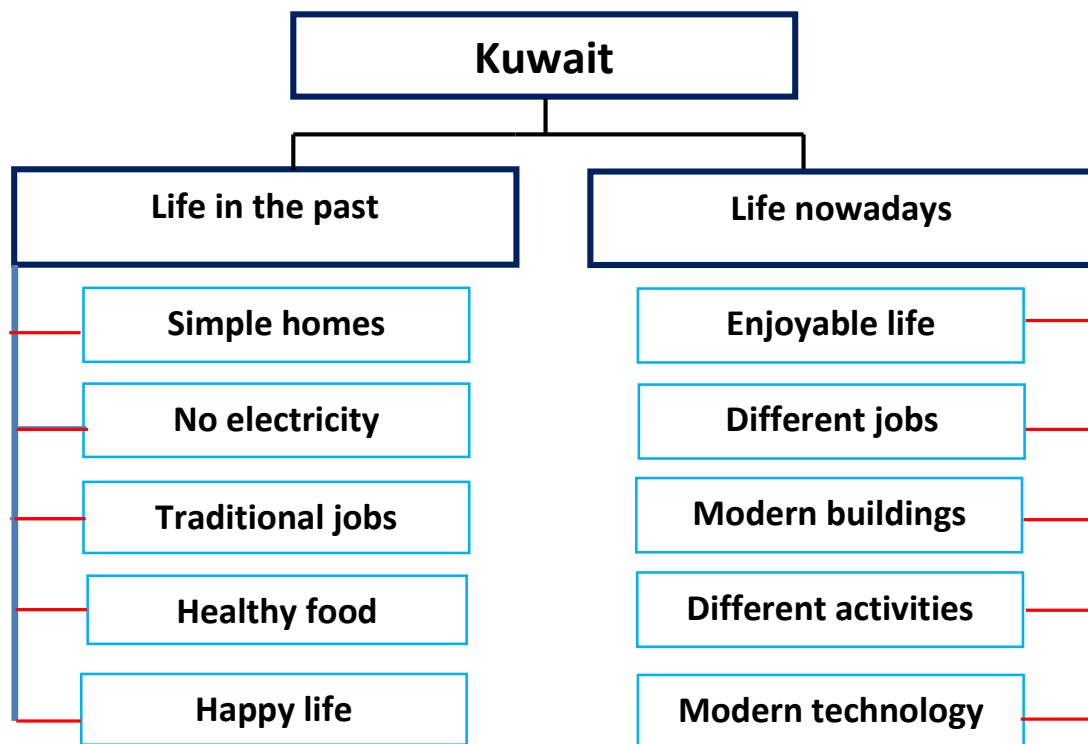 Kuwait
Life in the past
Simple homes
No electricity
Traditional jobs
Healthy food
Happy life
Life nowadays
Enjoyable life
Different jobs
Modern buildings
Different activities
Modern technology